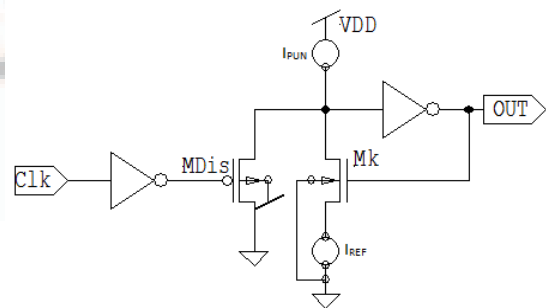 VDD
IPUN
OUT
MDis
Mk
Clk
IREF